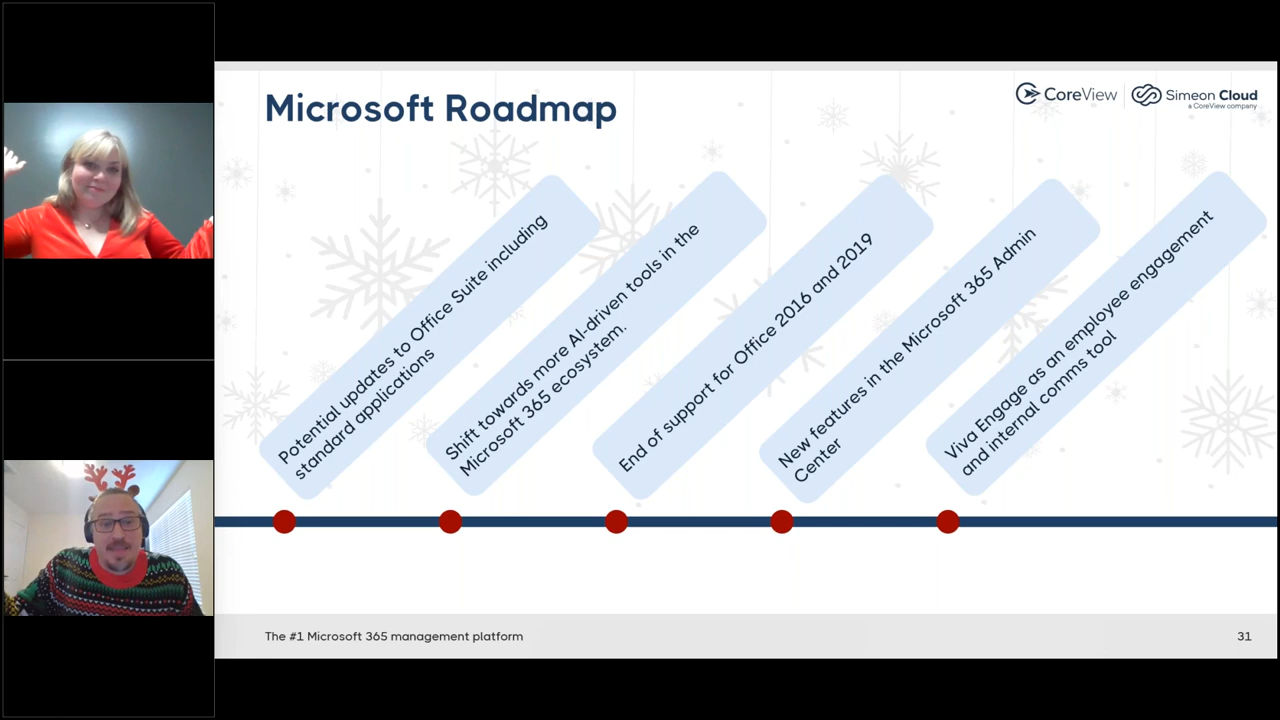 Microsoft Roadmap
CoreView
Simeon Cloud
a CoreView company
Potential updates to Office Suite including
standard applications
Shift towards more AI-driven tools in the
Microsoft 365 ecosystem.
End of support for Office 2016 and 2019
New features in the Microsoft 365 Admin
Center
Viva Engage as an employee engagement
and internal comms tool
The #1 Microsoft 365 management platform
31